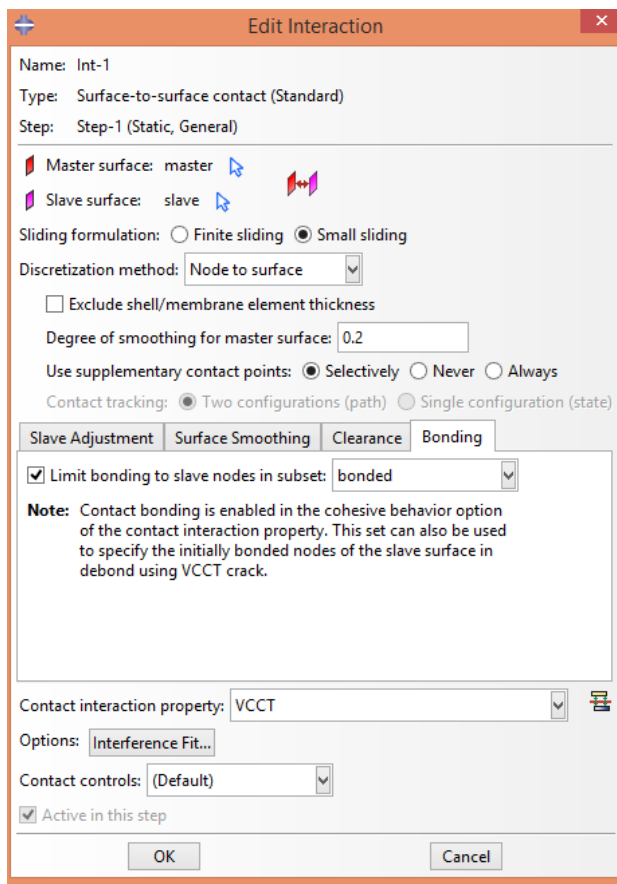 Edit Interaction
Name: Int-1
Type: Surface-to-surface contact (Standard)
Step: Step-1 (Static, General)
Master surface: master
Slave surface: slave
Sliding formulation: Finite sliding Small sliding
Discretization method: Node to surface
Exclude shell/membrane element thickness
Degree of smoothing for master surface: 0.2
Use supplementary contact points: Selectively Never Always
Contact tracking: Two configurations (path) Single configuration (state)
Slave Adjustment Surface Smoothing Clearance Bonding
Limit bonding to slave nodes in subset: bonded
Note: Contact bonding is enabled in the cohesive behavior option
of the contact interaction property. This set can also be used
to specify the initially bonded nodes of the slave surface in
debond using VCCT crack.
Contact interaction property: VCCT
Options: Interference Fit...
Contact controls: (Default)
Active in this step
OK Cancel